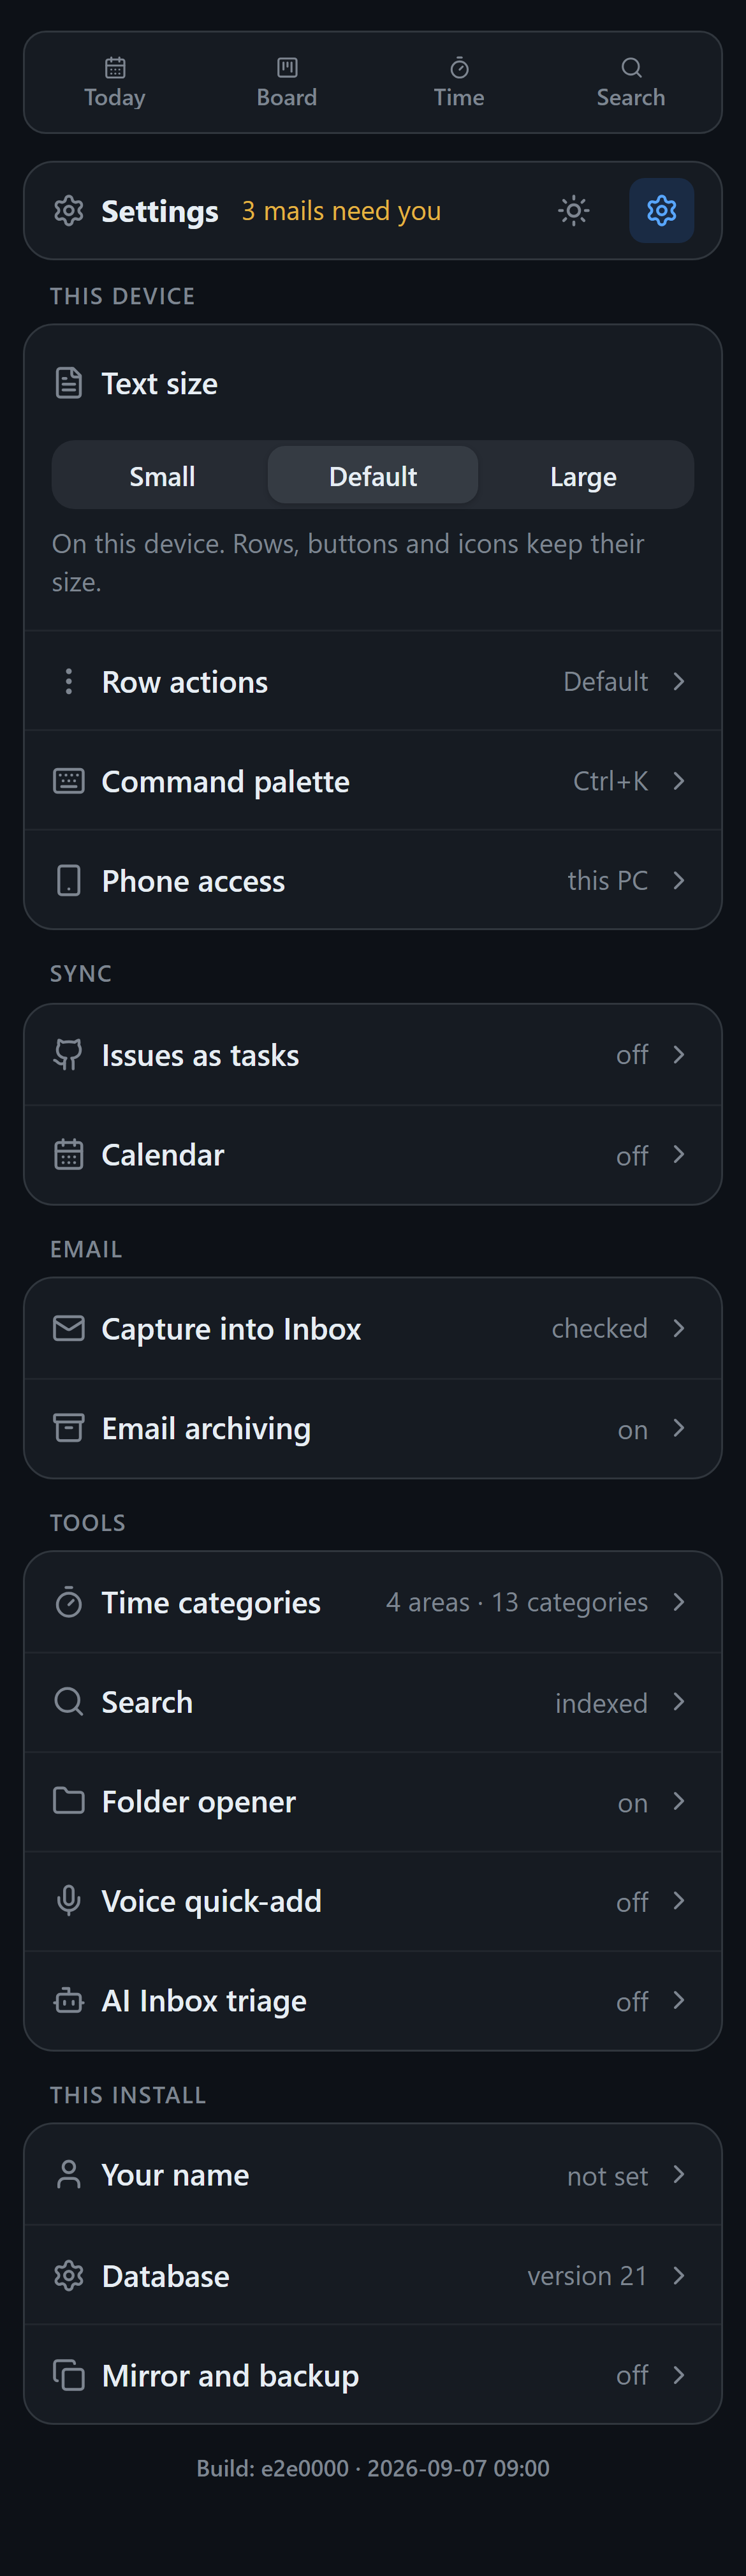 Today
Board
Time
Search
Settings 3 mails need you
THIS DEVICE
Text size
Small
Default
Large
On this device. Rows, buttons and icons keep their
size.
Row actions Default
Command palette Ctrl+K
Phone access this PC
SYNC
Issues as tasks off
Calendar off
EMAIL
Capture into Inbox checked
Email archiving on
TOOLS
Time categories 4 areas · 13 categories
Search indexed
Folder opener on
Voice quick-add off
AI Inbox triage off
THIS INSTALL
Your name not set
Database version 21
Mirror and backup off
Build: e2e0000 · 2026-09-07 09:00